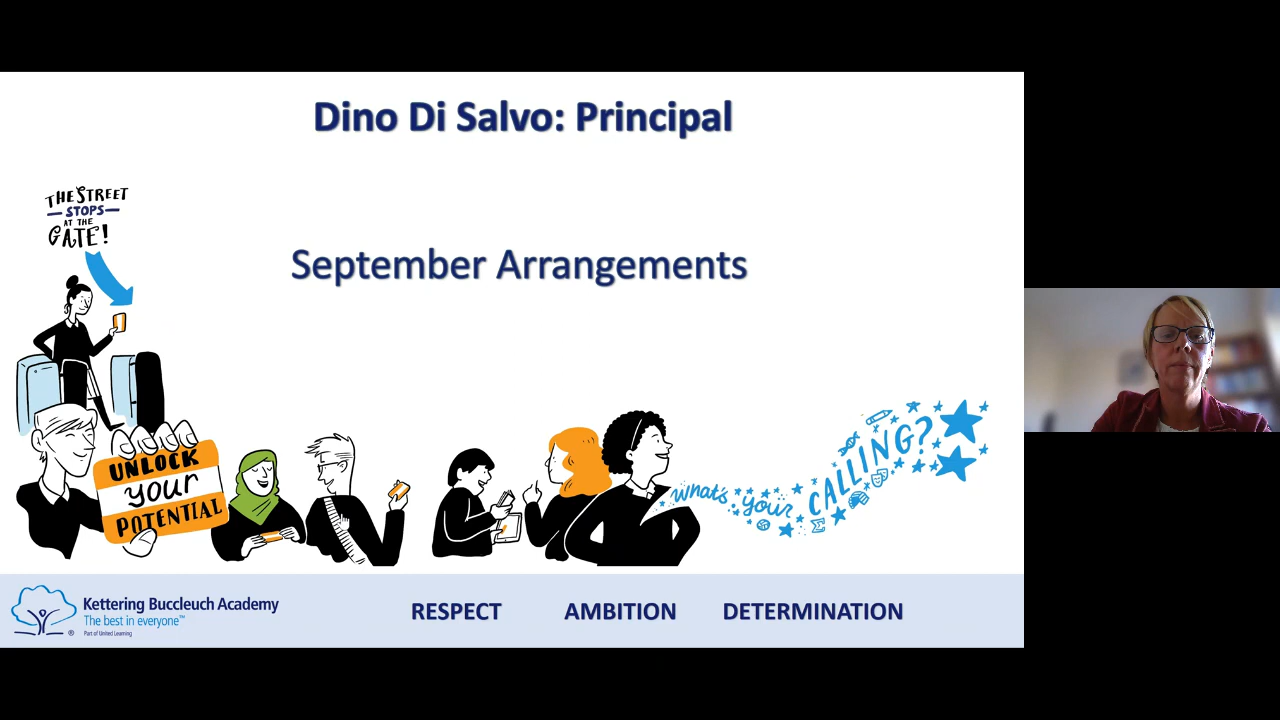 Dino Di Salvo: Principal
THE STREET
STOPS
AT THE
GATE!
September Arrangements
UNLOCK
your
POTENTIAL
what's your CALLING?
Kettering Buccleuch Academy
The best in everyone™
Part of United Learning
®
RESPECT
AMBITION
DETERMINATION